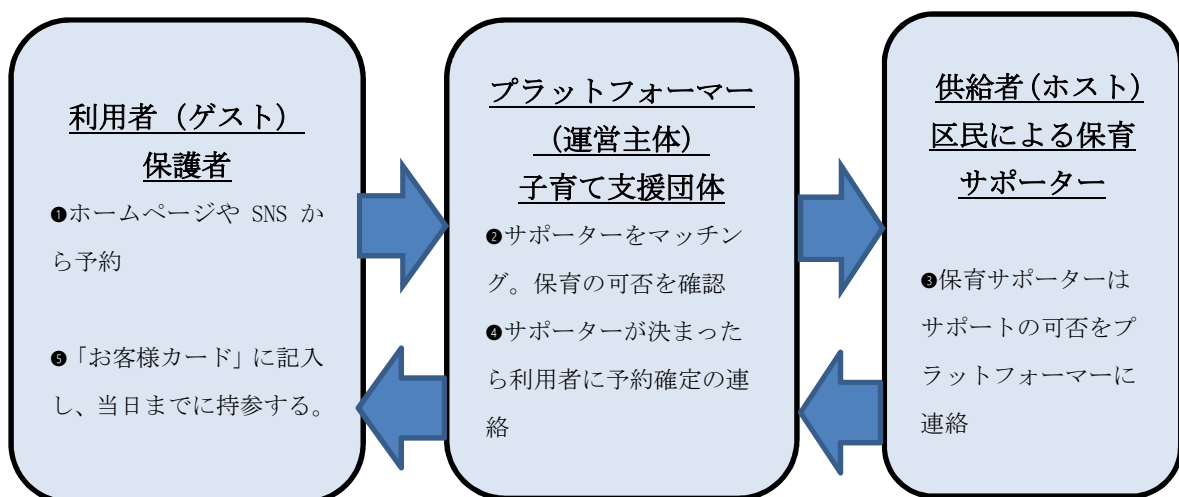 利用者（ゲスト）
保護者
❶ホームページや SNS か
ら予約
❺「お客様カード」に記入
し、当日までに持参する。
プラットフォーマー
（運営主体）
子育て支援団体
❷サポーターをマッチン
グ。保育の可否を確認
❹サポーターが決まった
ら利用者に予約確定の連
絡
供給者（ホスト）
区民による保育
サポーター
❸保育サポーターは
サポートの可否をプ
ラットフォーマーに
連絡